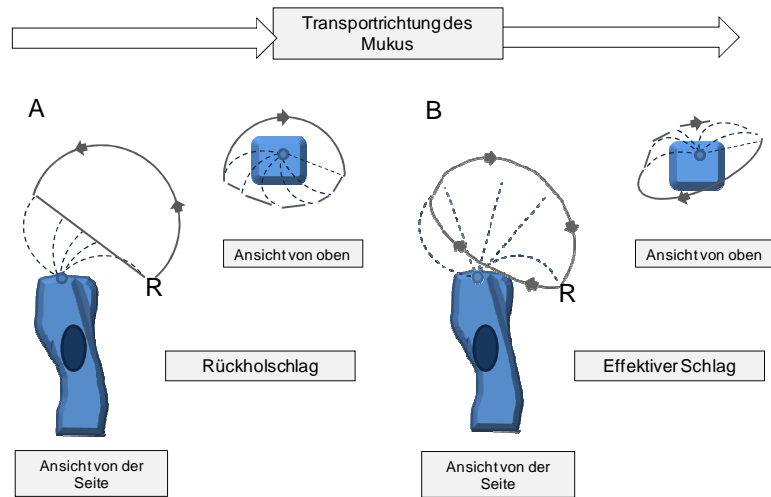 Transportrichtung des
Mukus
A
B
Ansicht von oben
Ansicht von oben
R
R
Rückholschlag
Effektiver Schlag
Ansicht von der
Seite
Ansicht von der
Seite